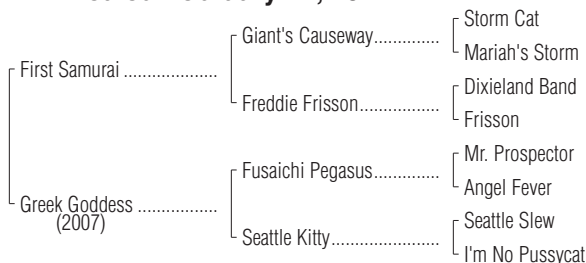 Storm Cat
Giant's Causeway.............
Mariah's Storm
First Samurai ...................
Dixieland Band
Freddie Frisson................
Frisson
Mr. Prospector
Fusaichi Pegasus.............
Angel Fever
Greek Goddess ................
(2007)
Seattle Slew
Seattle Kitty......................
I'm No Pussycat